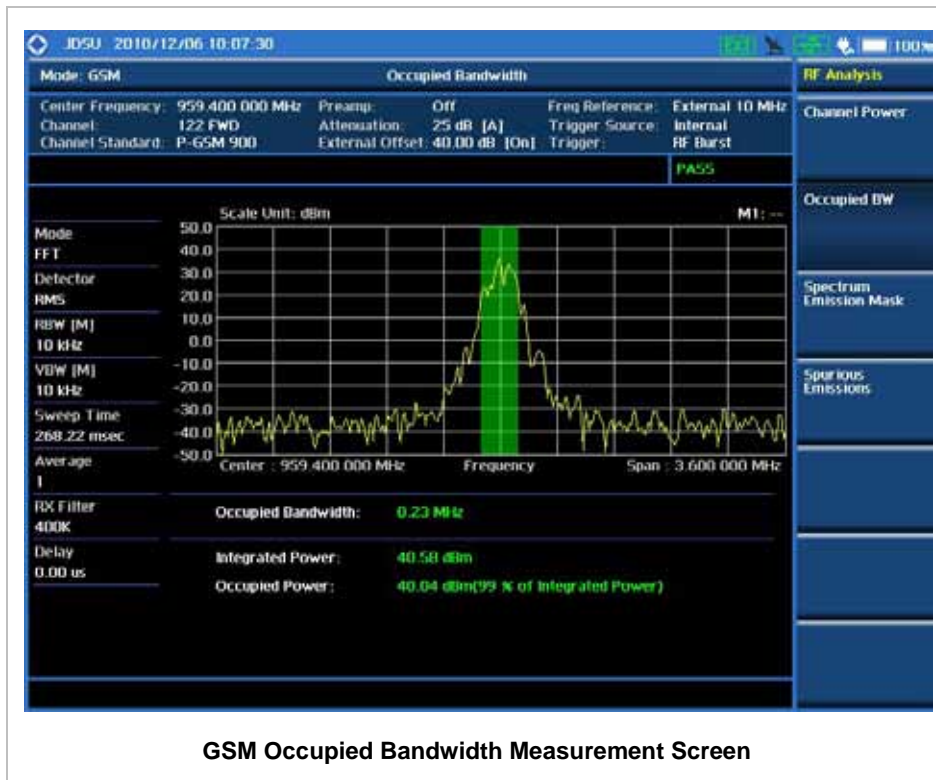 JDSU 2010/12/06 10:07:30
100%
Mode: GSM
Occupied Bandwidth
RF Analysis
Center Frequency: 959.400 000 MHz
Channel: 122 FWD
Channel Standard: P-GSM 900
Preamp: Off
Attenuation: 25 dB [A]
External Offset: 40.00 dB [On]
Freq Reference: External 10 MHz
Trigger Source: Internal
Trigger: RF Burst
PASS
Channel Power
Occupied BW
Spectrum
Emission Mask
Spurious
Emissions
Mode
FFT
Detector
RMS
RBW [M]
10 kHz
VBW [M]
10 kHz
Sweep Time
268.22 msec
Average
1
RX Filter
400K
Delay
0.00 us
Scale Unit: dBm
M1: --
50.0
40.0
30.0
20.0
10.0
0.0
-10.0
-20.0
-30.0
-40.0
-50.0
Center : 959.400 000 MHz
Frequency
Span : 3.600 000 MHz
Occupied Bandwidth: 0.23 MHz
Integrated Power: 40.58 dBm
Occupied Power: 40.04 dBm(99 % of Integrated Power)
GSM Occupied Bandwidth Measurement Screen